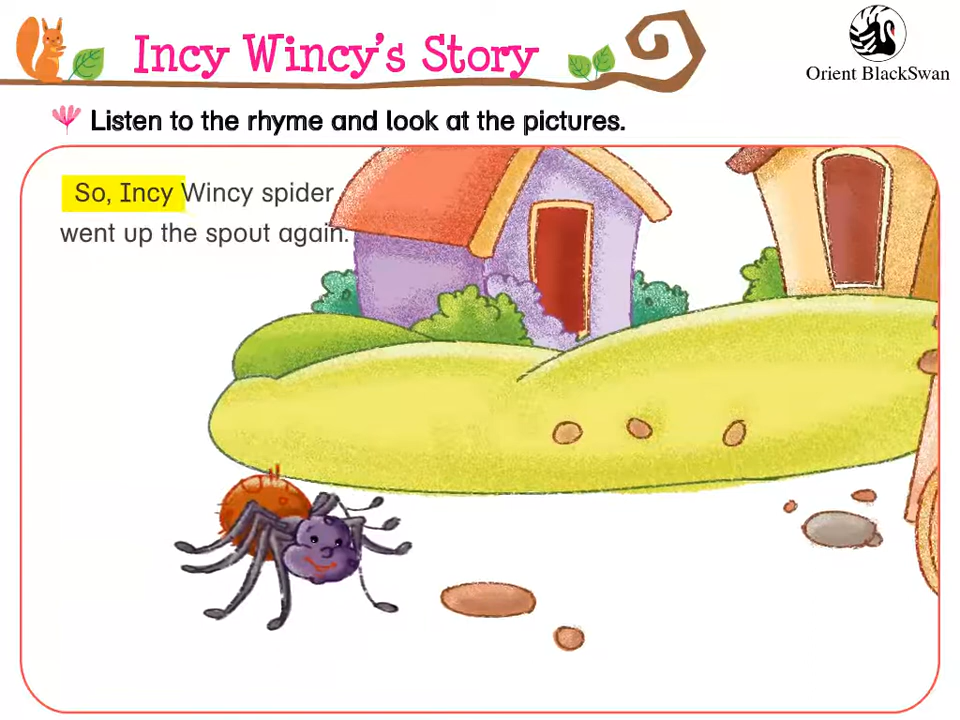 Incy Wincy's Story
Orient BlackSwan
Listen to the rhyme and look at the pictures.
So, Incy Wincy spider
went up the spout again.